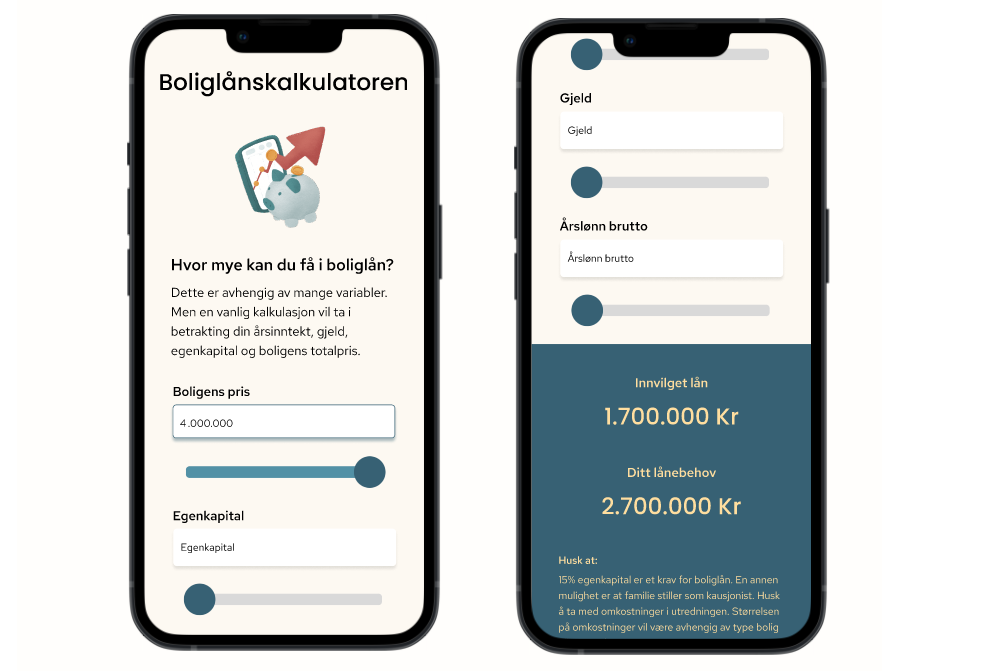 Boliglånskalkulatoren
Hvor mye kan du få i boliglån?
Dette er avhengig av mange variabler.
Men en vanlig kalkulasjon vil ta i
betrakting din årsinntekt, gjeld,
egenkapital og boligens totalpris.
Boligens pris
4.000.000
Egenkapital
Egenkapital
Gjeld
Gjeld
Årslønn brutto
Årslønn brutto
Innvilget lån
1.700.000 Kr
Ditt lånebehov
2.700.000 Kr
Husk at:
15% egenkapital er et krav for boliglån. En annen
mulighet er at familie stiller som kausjonist. Husk
å ta med omkostninger i utredningen. Størrelsen
på omkostninger vil være avhengig av type bolig